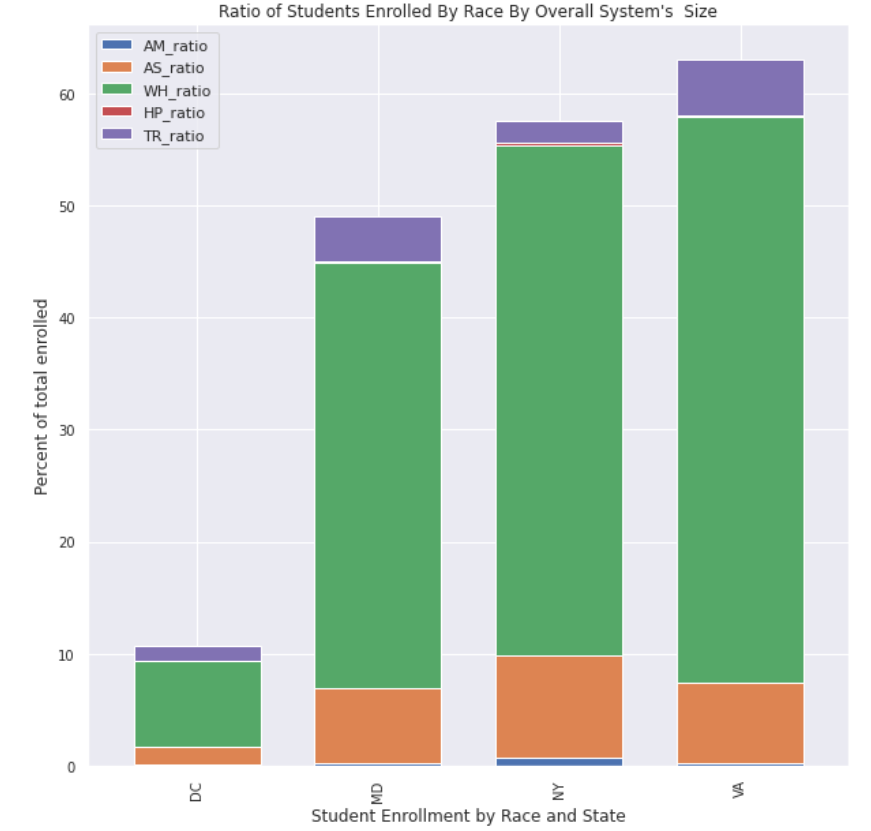 Ratio of Students Enrolled By Race By Overall System's  Size
AM_ratio
AS_ratio
WH_ratio
HP_ratio
TR_ratio
Percent of total enrolled
60
50
40
30
20
10
0
DC
MD
NY
VA
Student Enrollment by Race and State